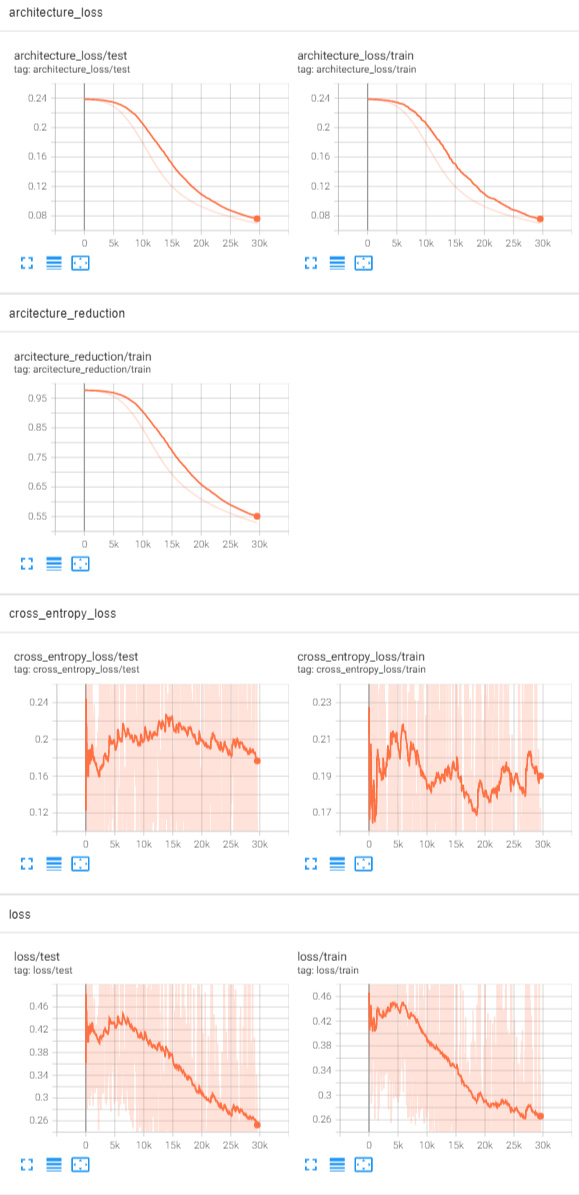 architecture_loss
architecture_loss/test
tag: architecture_loss/test
0.24
0.2
0.16
0.12
0.08
0 5k 10k 15k 20k 25k 30k
architecture_loss/train
tag: architecture_loss/train
0.24
0.2
0.16
0.12
0.08
0 5k 10k 15k 20k 25k 30k
arcitecture_reduction
arcitecture_reduction/train
tag: arcitecture_reduction/train
0.95
0.85
0.75
0.65
0.55
0 5k 10k 15k 20k 25k 30k
cross_entropy_loss
cross_entropy_loss/test
tag: cross_entropy_loss/test
0.24
0.2
0.16
0.12
0 5k 10k 15k 20k 25k 30k
cross_entropy_loss/train
tag: cross_entropy_loss/train
0.23
0.21
0.19
0.17
0 5k 10k 15k 20k 25k 30k
loss
loss/test
tag: loss/test
0.46
0.42
0.38
0.34
0.3
0.26
0 5k 10k 15k 20k 25k 30k
loss/train
tag: loss/train
0.46
0.42
0.38
0.34
0.3
0.26
0 5k 10k 15k 20k 25k 30k